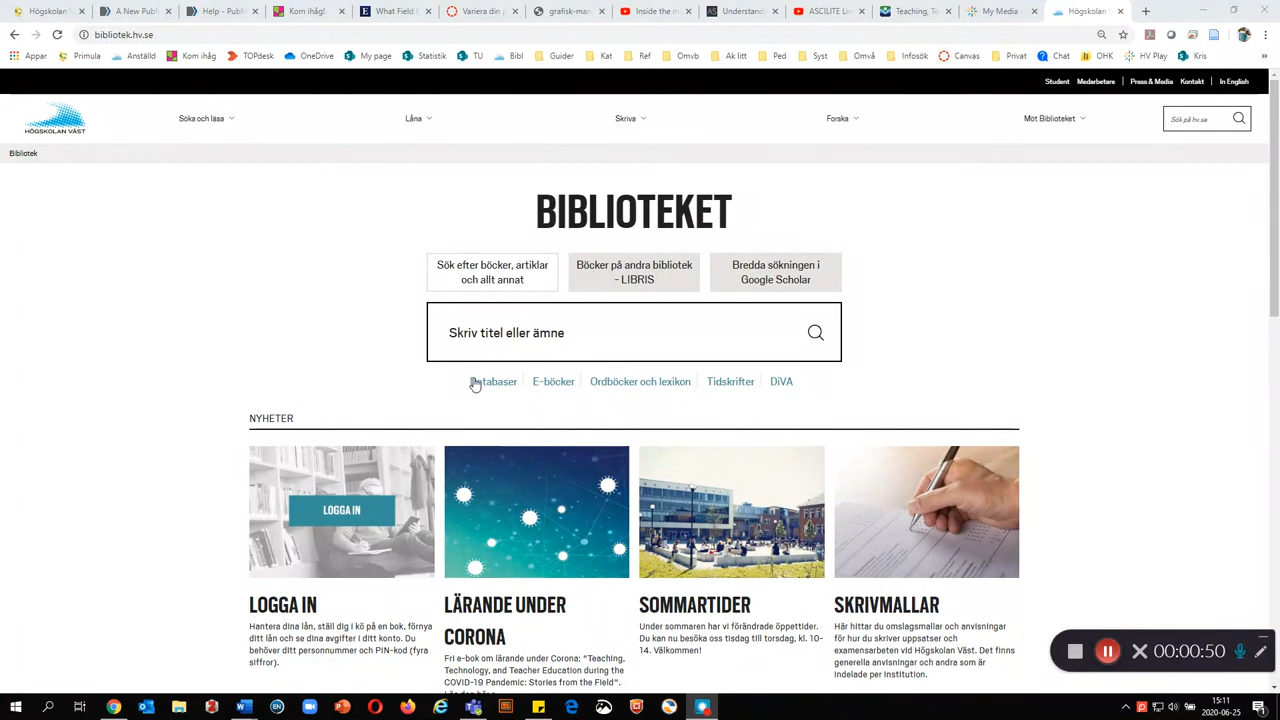 Högskolan
Help - Publi
Kom ihåg!
What Field C
Variera din
grafisk-man
Inside the m
Understand
ASCILITE Liv
Teaching, Te
My Media -
Högskolan
bibliotek.hv.se
Appar
Primula
Anställd
Kom ihåg
TOPdesk
OneDrive
My page
Statistik
TU
Bibl
Guider
Kat
Ref
Omvb
Ak litt
Ped
Syst
Omvå
Infosök
Canvas
Privat
Chat
OHK
HV Play
Kris
Student
Medarbetare
Press & Media
Kontakt
In English
HÖGSKOLAN VÄST
Söka och läsa
Låna
Skriva
Forska
Möt Biblioteket
Sök på hv.se
Bibliotek
BIBLIOTEKET
Sök efter böcker, artiklar
och allt annat
Böcker på andra bibliotek
- LIBRIS
Bredda sökningen i
Google Scholar
Skriv titel eller ämne
Databaser
E-böcker
Ordböcker och lexikon
Tidskrifter
DiVA
NYHETER
LOGGA IN
LOGGA IN
Hantera dina lån, ställ dig i kö på en bok, förnya
ditt lån och se dina avgifter i ditt konto. Du
behöver ditt personnummer och PIN-kod (fyra
siffror).
LÄRANDE UNDER
CORONA
Fri e-bok om lärande under Corona: "Teaching,
Technology, and Teacher Education during the
COVID-19 Pandemic: Stories from the Field".
SOMMARTIDER
Under sommaren har vi förändrade öppettider.
Du kan nu besöka oss tisdag till torsdag, kl. 10-
14. Välkommen!
SKRIVMALLAR
Här hittar du omslagsmallar och anvisningar
för hur du skriver uppsatser och
examensarbeten vid Högskolan Väst. Det finns
generella anvisningar och andra som är
indelade per institution.
0:00:50
15:11
2020-06-25